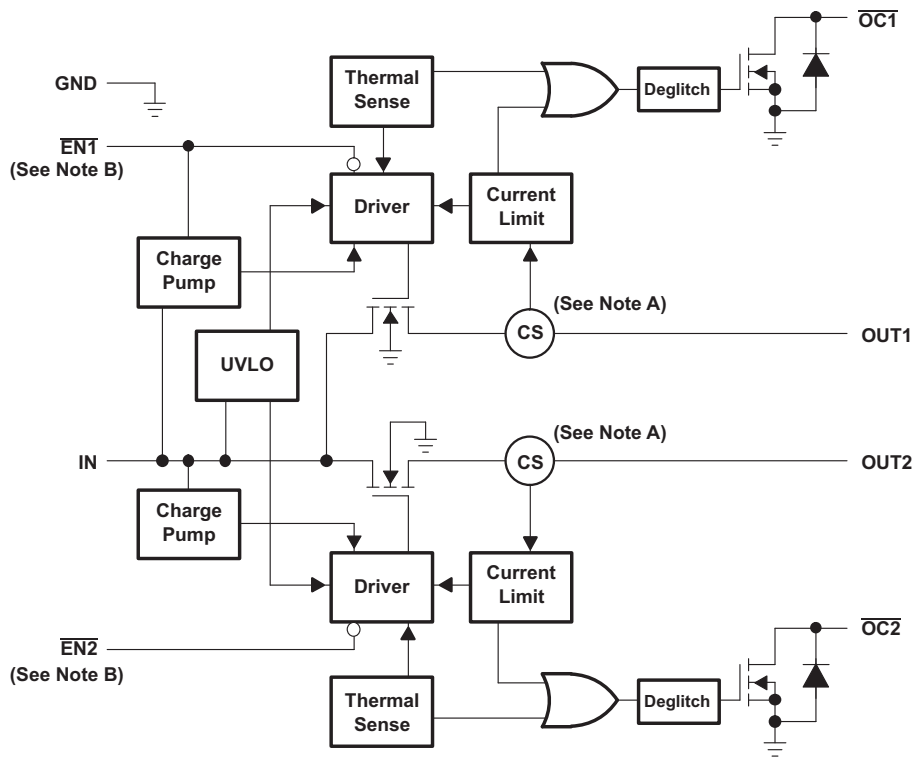 OC1
GND
Thermal
Sense
Deglitch
EN1
(See Note B)
Driver
Current
Limit
Charge
Pump
(See Note A)
CS
OUT1
UVLO
(See Note A)
IN
CS
OUT2
Charge
Pump
Driver
Current
Limit
EN2
(See Note B)
OC2
Thermal
Sense
Deglitch